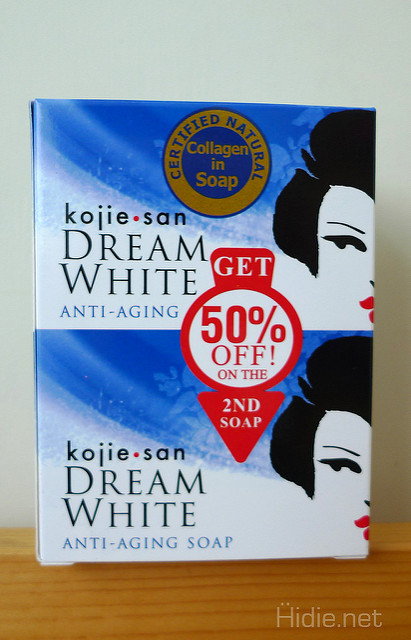 CERTIFIED NATURAL
Collagen
in
Soap
kojie•san
DREAM
WHITE
ANTI-AGING
GET
50%
OFF!
ON THE
2ND
SOAP
kojie•san
DREAM
WHITE
ANTI-AGING SOAP
Hidie.net